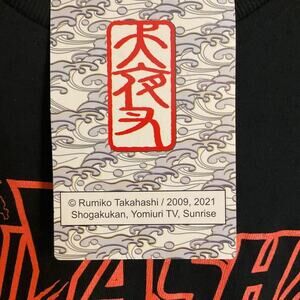 犬夜叉
© Rumiko Takahashi / 2009, 2021
Shogakukan, Yomiuri TV, Sunrise